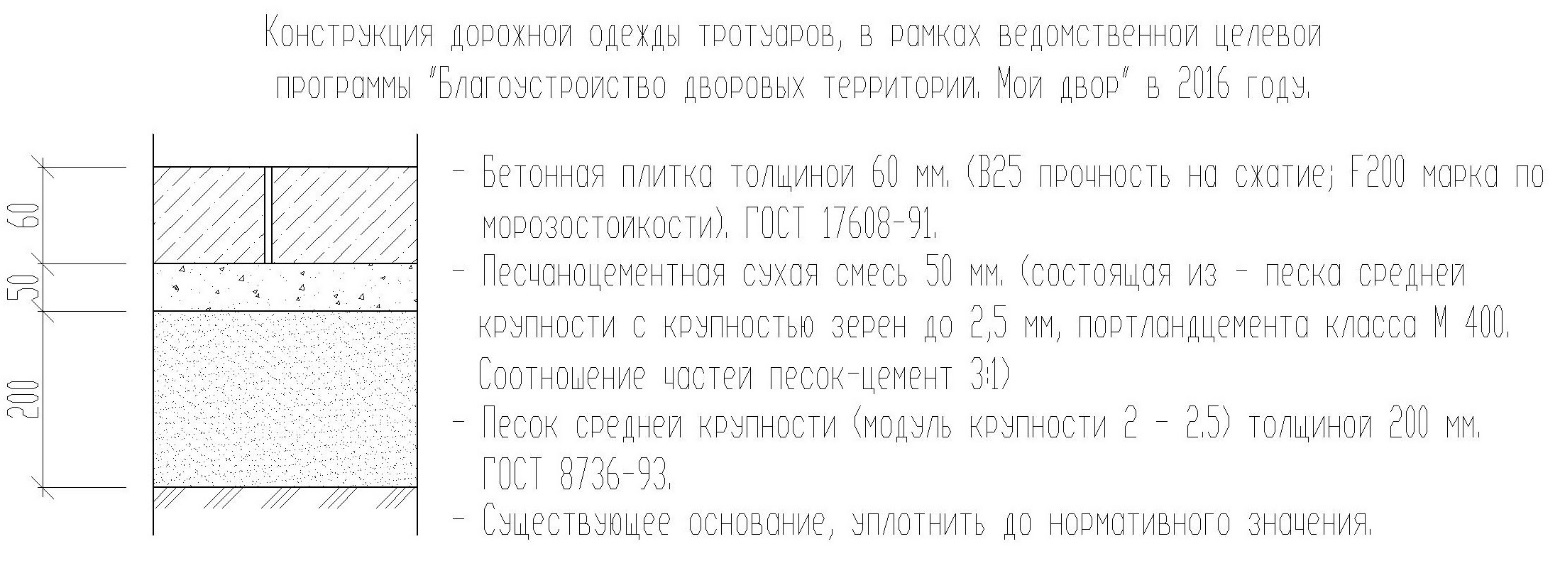 Конструкция дорожной одежды тротуаров, в рамках ведомственной целевой
программы "Благоустройство дворовых территорий. Мой двор" в 2016 году.
- Бетонная плитка толщиной 60 мм. (В25 прочность на сжатие; F200 марка по
морозостойкости). ГОСТ 17608-91.
- Песчаноцементная сухая смесь 50 мм. (состоящая из - песка средней
крупности с крупностью зерен до 2,5 мм, портландцемента класса М 400.
Соотношение частей песок-цемент 3:1)
- Песок средней крупности (модуль крупности 2 - 2.5) толщиной 200 мм.
ГОСТ 8736-93.
- Существующее основание, уплотнить до нормативного значения.
60
50
200